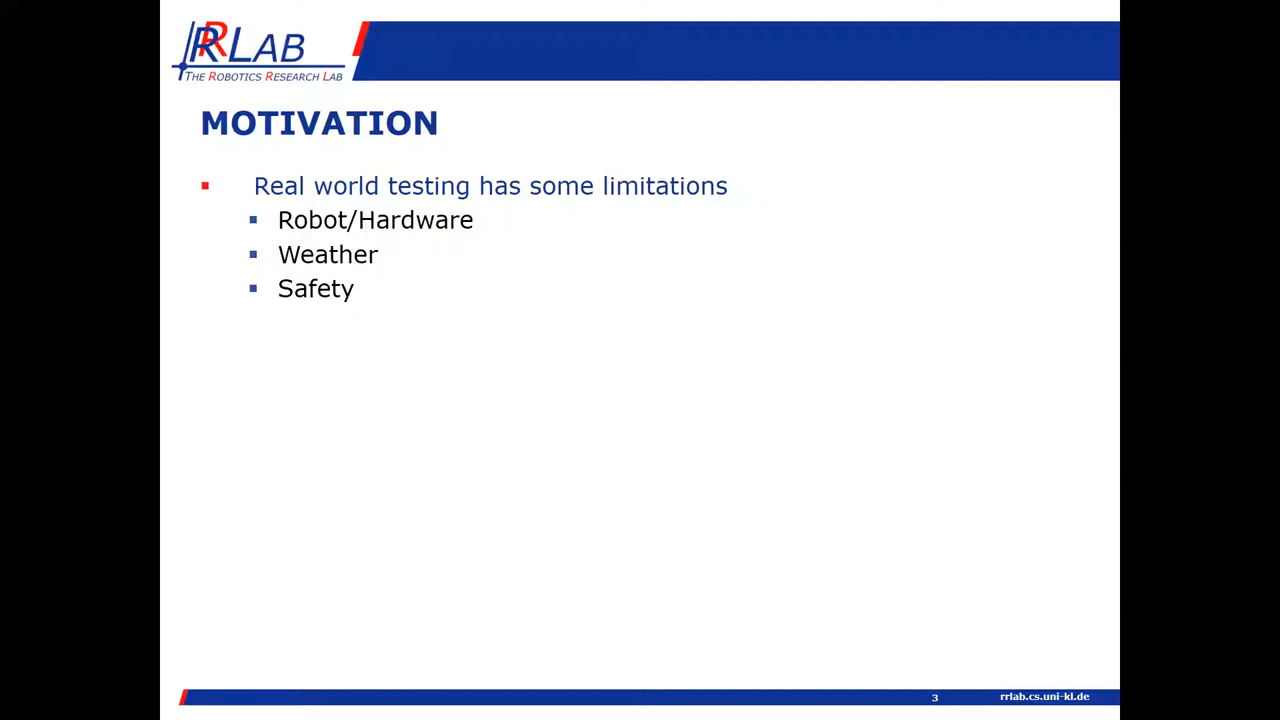 RRLAB
THE ROBOTICS RESEARCH LAB
MOTIVATION
Real world testing has some limitations
Robot/Hardware
Weather
Safety
3
rrlab.cs.uni-kl.de